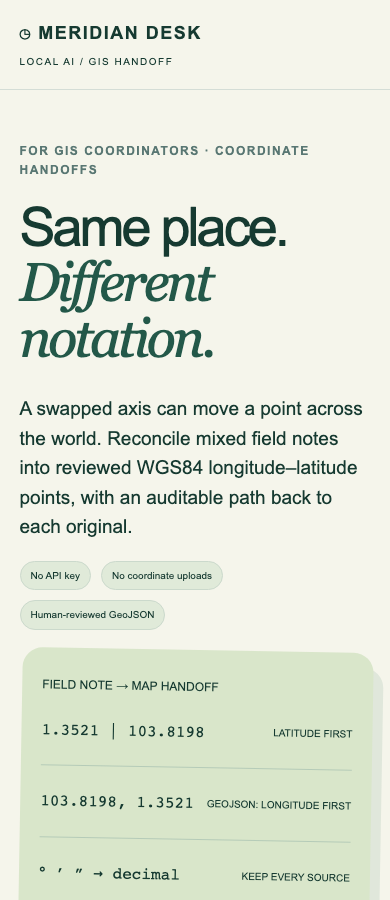 ◷ MERIDIAN DESK
LOCAL AI / GIS HANDOFF
FOR GIS COORDINATORS · COORDINATE
HANDOFFS
Same place.
Different
notation.
A swapped axis can move a point across
the world. Reconcile mixed field notes
into reviewed WGS84 longitude–latitude
points, with an auditable path back to
each original.
No API key
No coordinate uploads
Human-reviewed GeoJSON
FIELD NOTE → MAP HANDOFF
1.3521 | 103.8198 LATITUDE FIRST
103.8198, 1.3521 GEOJSON: LONGITUDE FIRST
° ′ ″ → decimal KEEP EVERY SOURCE